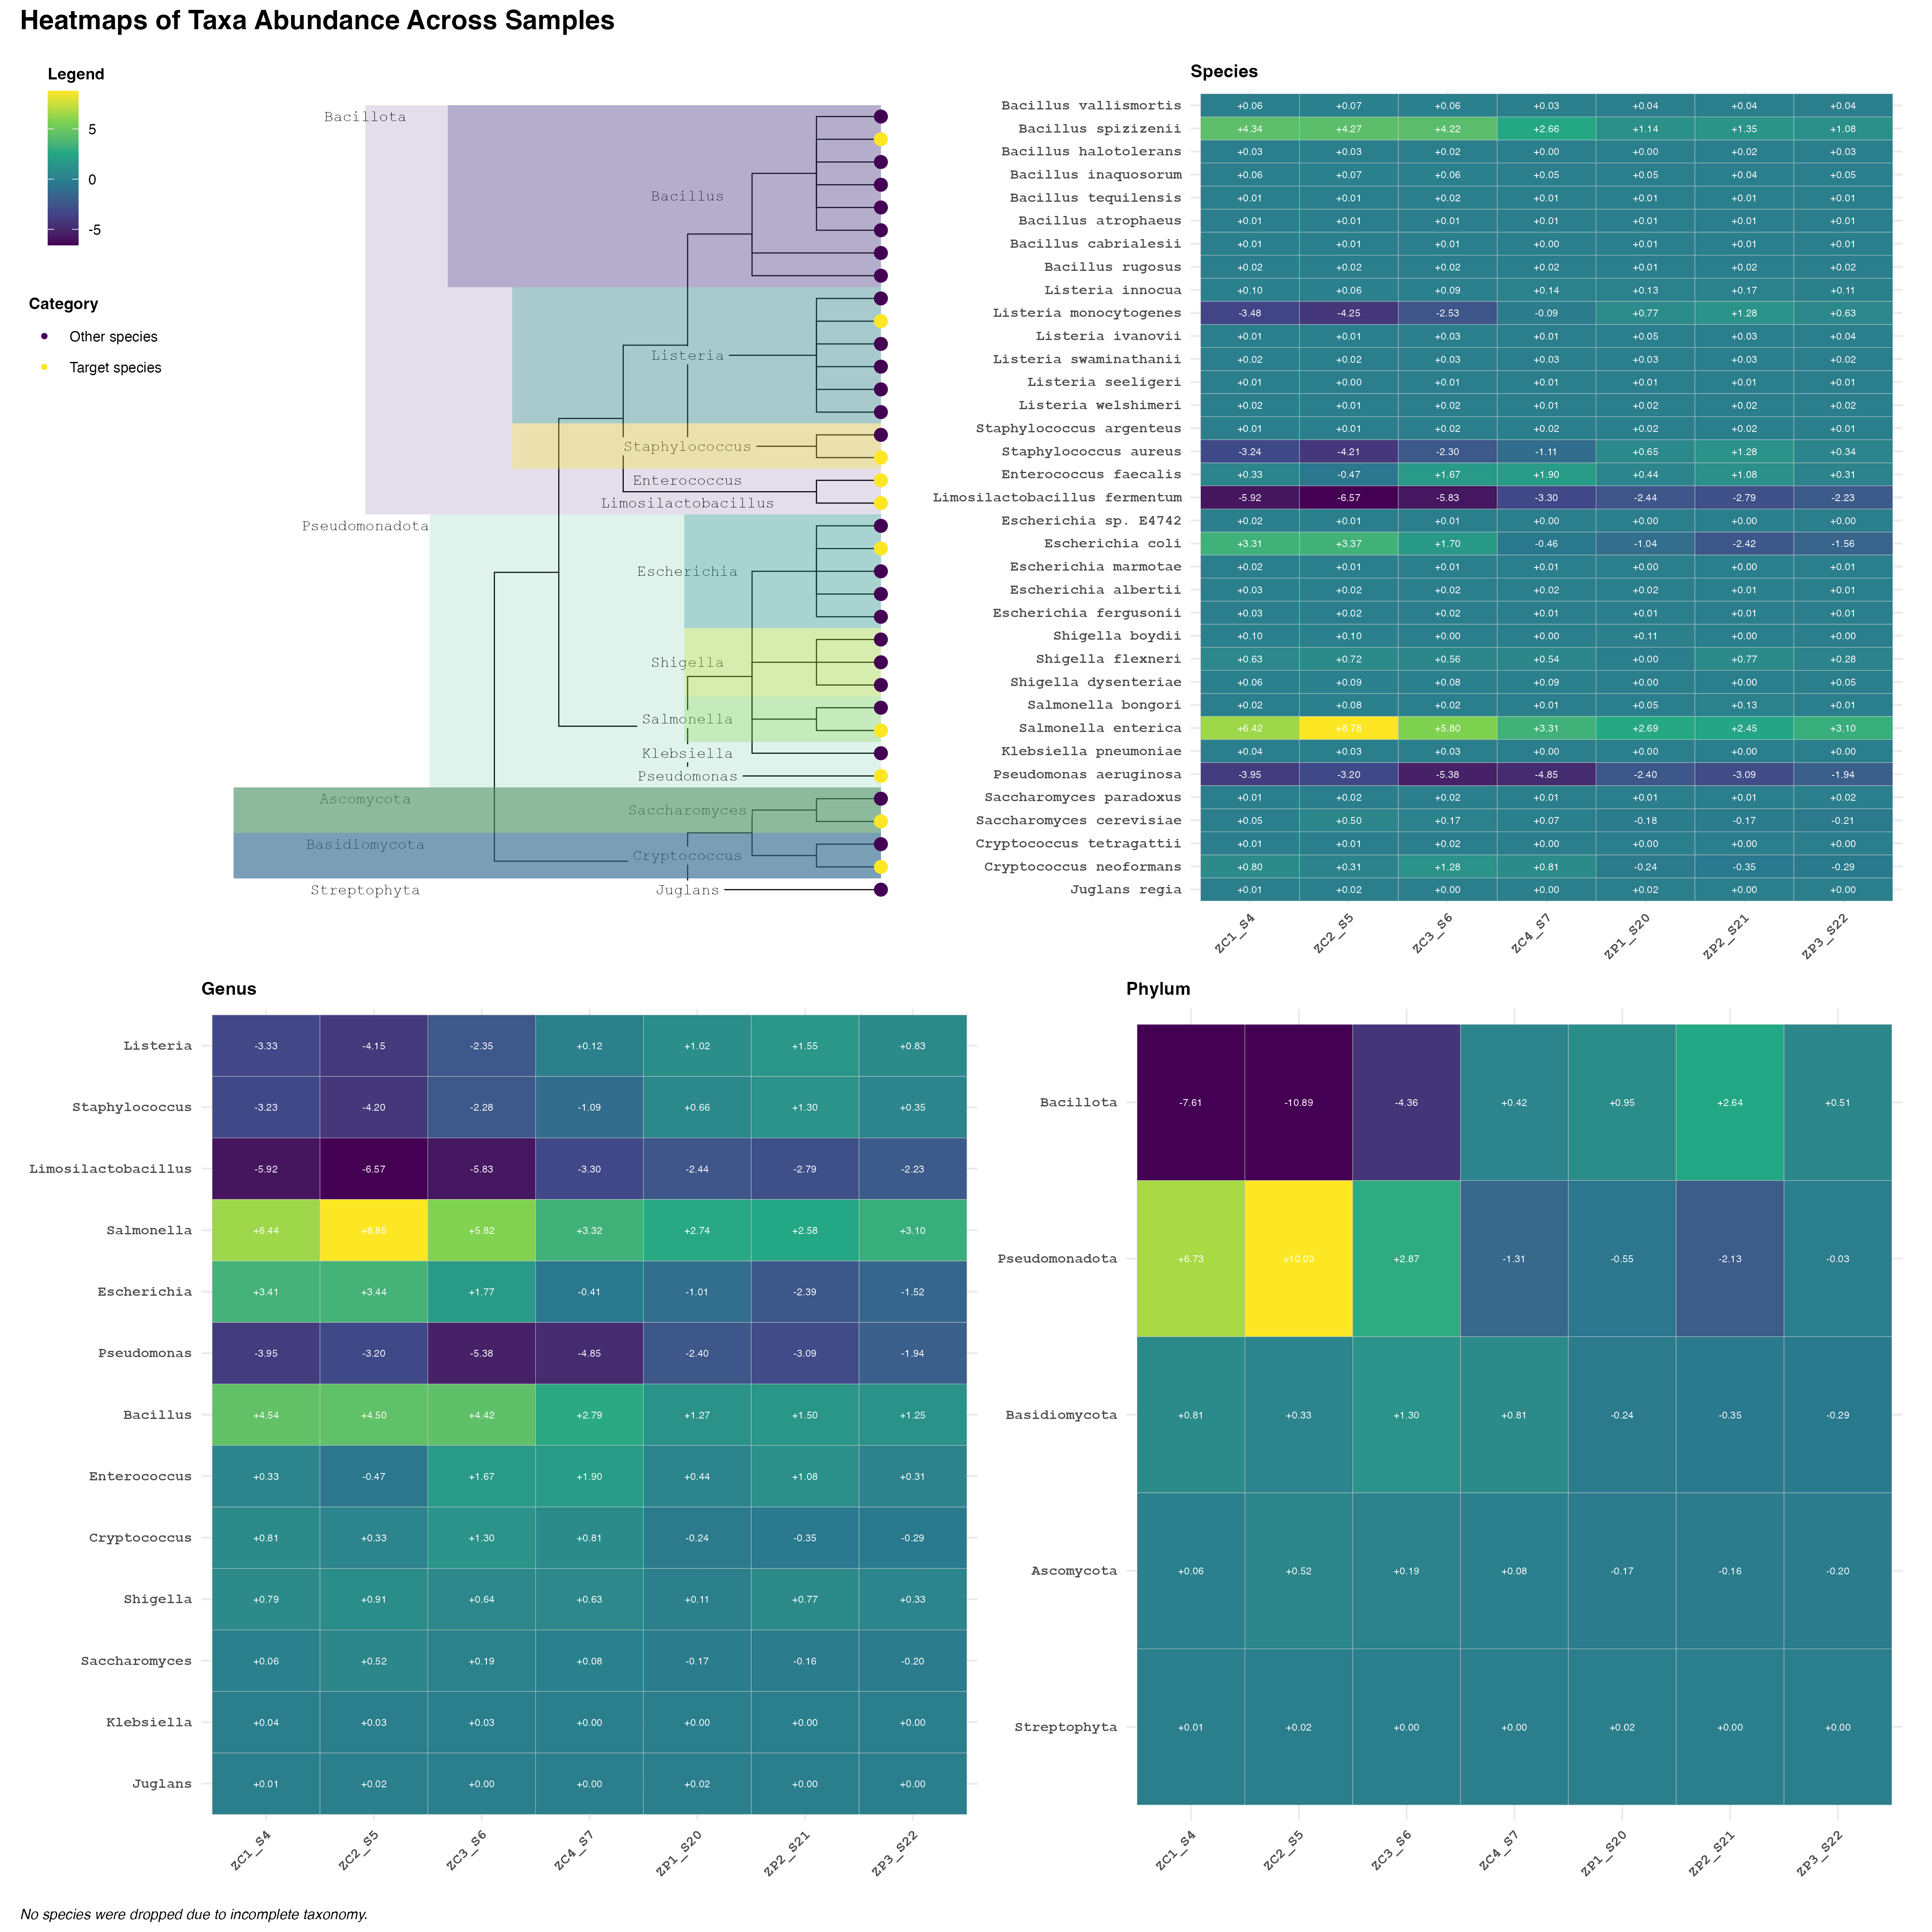 Heatmaps of Taxa Abundance Across Samples
Legend
5
0
-5
Category
Other species
Target species
Bacillota
Bacillus
Listeria
Staphylococcus
Enterococcus
Limosilactobacillus
Pseudomonadota
Escherichia
Shigella
Salmonella
Klebsiella
Pseudomonas
Ascomycota
Saccharomyces
Basidiomycota
Cryptococcus
Streptophyta
Juglans
Species
Bacillus vallismortis +0.06 +0.07 +0.06 +0.03 +0.04 +0.04 +0.04
Bacillus spizizenii +4.34 +4.27 +4.22 +2.66 +1.14 +1.35 +1.08
Bacillus halotolerans +0.03 +0.03 +0.02 +0.00 +0.00 +0.02 +0.03
Bacillus inaquosorum +0.06 +0.07 +0.06 +0.05 +0.05 +0.04 +0.05
Bacillus tequilensis +0.01 +0.01 +0.02 +0.01 +0.01 +0.01 +0.01
Bacillus atrophaeus +0.01 +0.01 +0.01 +0.01 +0.01 +0.01 +0.01
Bacillus cabrialesii +0.01 +0.01 +0.01 +0.00 +0.01 +0.01 +0.01
Bacillus rugosus +0.02 +0.02 +0.02 +0.02 +0.01 +0.02 +0.02
Listeria innocua +0.10 +0.06 +0.09 +0.14 +0.13 +0.17 +0.11
Listeria monocytogenes -3.48 -4.25 -2.53 -0.09 +0.77 +1.28 +0.63
Listeria ivanovii +0.01 +0.01 +0.03 +0.01 +0.05 +0.03 +0.04
Listeria swaminathanii +0.02 +0.02 +0.03 +0.03 +0.03 +0.03 +0.02
Listeria seeligeri +0.01 +0.00 +0.01 +0.01 +0.01 +0.01 +0.01
Listeria welshimeri +0.02 +0.01 +0.02 +0.01 +0.02 +0.02 +0.02
Staphylococcus argenteus +0.01 +0.01 +0.02 +0.02 +0.02 +0.02 +0.01
Staphylococcus aureus -3.24 -4.21 -2.30 -1.11 +0.65 +1.28 +0.34
Enterococcus faecalis +0.33 -0.47 +1.67 +1.90 +0.44 +1.08 +0.31
Limosilactobacillus fermentum -5.92 -6.57 -5.83 -3.30 -2.44 -2.79 -2.23
Escherichia sp. E4742 +0.02 +0.01 +0.01 +0.00 +0.00 +0.00 +0.00
Escherichia coli +3.31 +3.37 +1.70 -0.46 -1.04 -2.42 -1.56
Escherichia marmotae +0.02 +0.01 +0.01 +0.01 +0.00 +0.00 +0.01
Escherichia albertii +0.03 +0.02 +0.02 +0.02 +0.02 +0.01 +0.01
Escherichia fergusonii +0.03 +0.02 +0.02 +0.01 +0.01 +0.01 +0.01
Shigella boydii +0.10 +0.10 +0.00 +0.00 +0.11 +0.00 +0.00
Shigella flexneri +0.63 +0.72 +0.56 +0.54 +0.00 +0.77 +0.28
Shigella dysenteriae +0.06 +0.09 +0.08 +0.09 +0.00 +0.00 +0.05
Salmonella bongori +0.02 +0.08 +0.02 +0.01 +0.05 +0.13 +0.01
Salmonella enterica +6.42 +8.78 +5.80 +3.31 +2.69 +2.45 +3.10
Klebsiella pneumoniae +0.04 +0.03 +0.03 +0.00 +0.00 +0.00 +0.00
Pseudomonas aeruginosa -3.95 -3.20 -5.38 -4.85 -2.40 -3.09 -1.94
Saccharomyces paradoxus +0.01 +0.02 +0.02 +0.01 +0.01 +0.01 +0.02
Saccharomyces cerevisiae +0.05 +0.50 +0.17 +0.07 -0.18 -0.17 -0.21
Cryptococcus tetragattii +0.01 +0.01 +0.02 +0.00 +0.00 +0.00 +0.00
Cryptococcus neoformans +0.80 +0.31 +1.28 +0.81 -0.24 -0.35 -0.29
Juglans regia +0.01 +0.02 +0.00 +0.00 +0.02 +0.00 +0.00
ZC1_S4 ZC2_S5 ZC3_S6 ZC4_S7 ZP1_S20 ZP2_S21 ZP3_S22
Genus
Listeria -3.33 -4.15 -2.35 +0.12 +1.02 +1.55 +0.83
Staphylococcus -3.23 -4.20 -2.28 -1.09 +0.66 +1.30 +0.35
Limosilactobacillus -5.92 -6.57 -5.83 -3.30 -2.44 -2.79 -2.23
Salmonella +6.44 +8.85 +5.82 +3.32 +2.74 +2.58 +3.10
Escherichia +3.41 +3.44 +1.77 -0.41 -1.01 -2.39 -1.52
Pseudomonas -3.95 -3.20 -5.38 -4.85 -2.40 -3.09 -1.94
Bacillus +4.54 +4.50 +4.42 +2.79 +1.27 +1.50 +1.25
Enterococcus +0.33 -0.47 +1.67 +1.90 +0.44 +1.08 +0.31
Cryptococcus +0.81 +0.33 +1.30 +0.81 -0.24 -0.35 -0.29
Shigella +0.79 +0.91 +0.64 +0.63 +0.11 +0.77 +0.33
Saccharomyces +0.06 +0.52 +0.19 +0.08 -0.17 -0.16 -0.20
Klebsiella +0.04 +0.03 +0.03 +0.00 +0.00 +0.00 +0.00
Juglans +0.01 +0.02 +0.00 +0.00 +0.02 +0.00 +0.00
ZC1_S4 ZC2_S5 ZC3_S6 ZC4_S7 ZP1_S20 ZP2_S21 ZP3_S22
Phylum
Bacillota -7.61 -10.89 -4.36 +0.42 +0.95 +2.64 +0.51
Pseudomonadota +6.73 +10.03 +2.87 -1.31 -0.55 -2.13 -0.03
Basidiomycota +0.81 +0.33 +1.30 +0.81 -0.24 -0.35 -0.29
Ascomycota +0.06 +0.52 +0.19 +0.08 -0.17 -0.16 -0.20
Streptophyta +0.01 +0.02 +0.00 +0.00 +0.02 +0.00 +0.00
ZC1_S4 ZC2_S5 ZC3_S6 ZC4_S7 ZP1_S20 ZP2_S21 ZP3_S22
No species were dropped due to incomplete taxonomy.